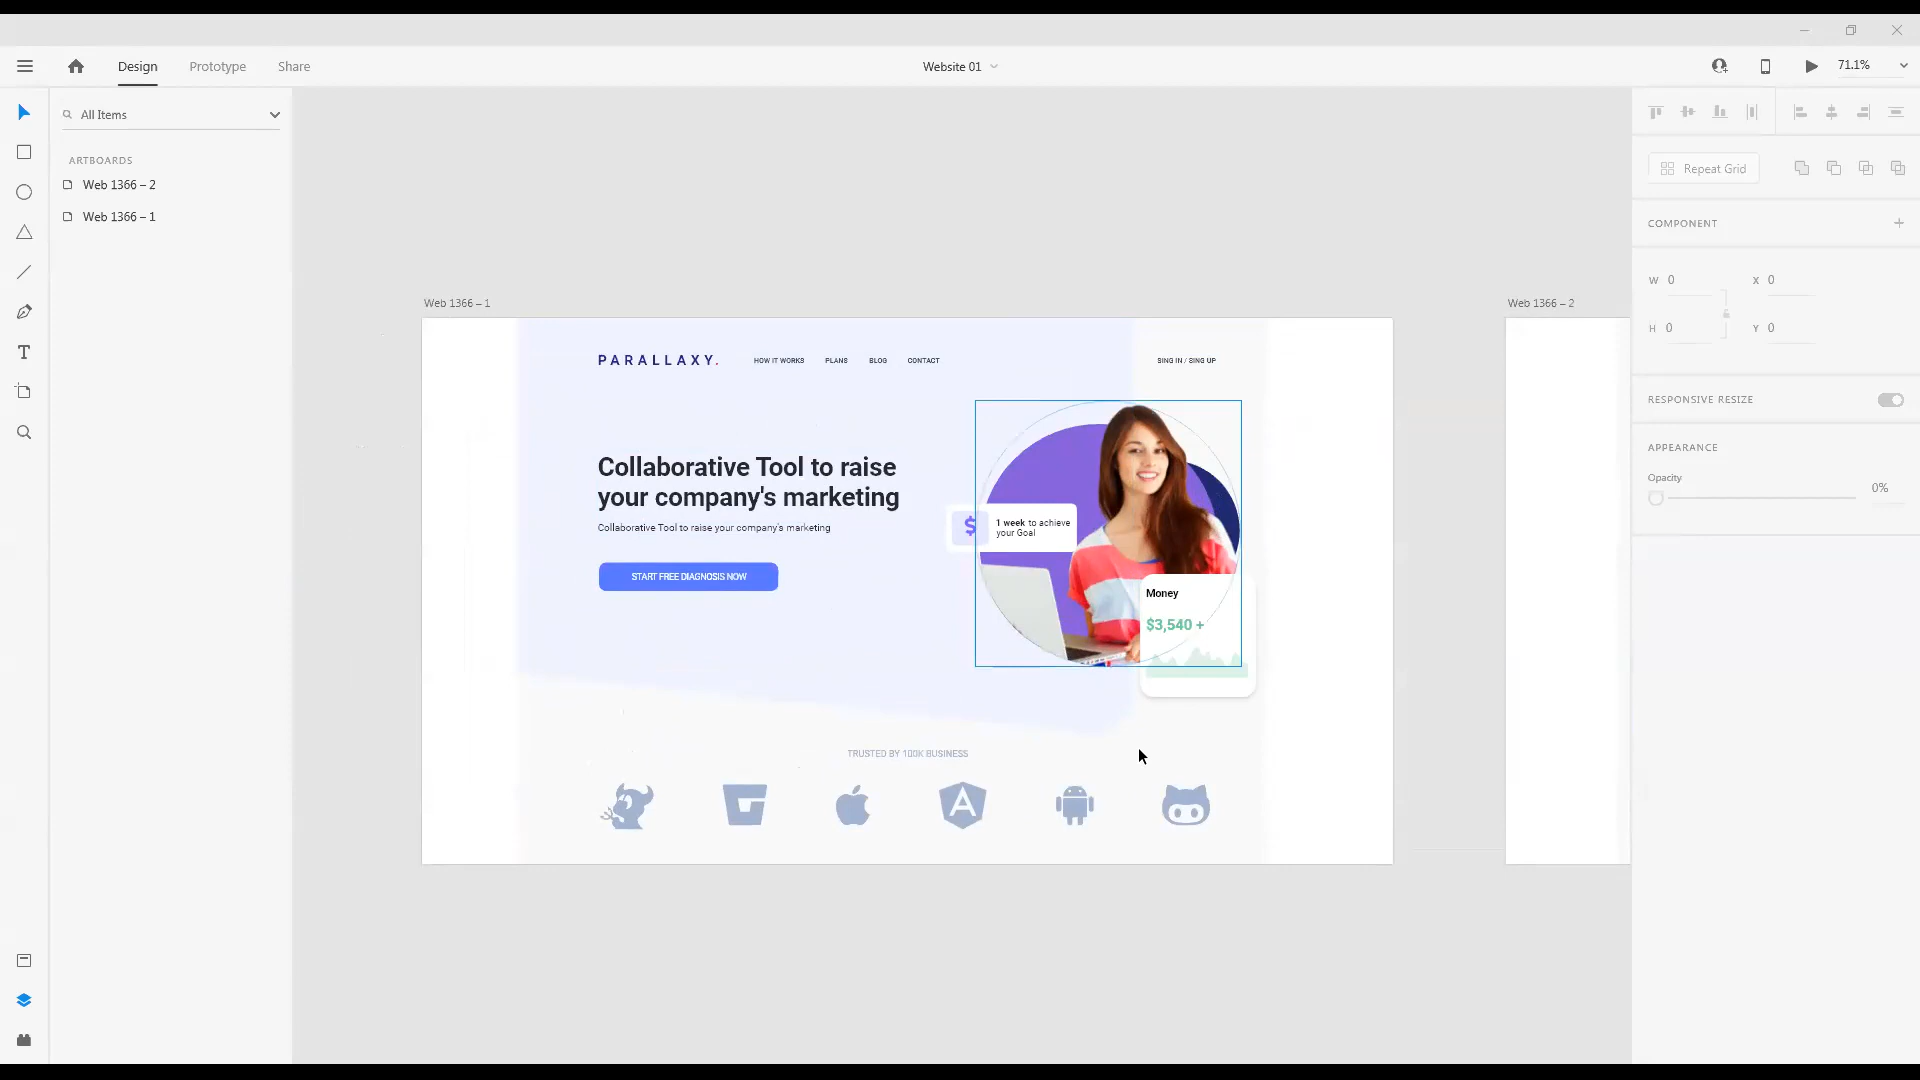 Design
Prototype
Share
Website 01
71.1%
All Items
ARTBOARDS
Web 1366 – 2
Web 1366 – 1
Web 1366 – 1
Web 1366 – 2
PARALLAXY.
HOW IT WORKS
PLANS
BLOG
CONTACT
SING IN / SING UP
Collaborative Tool to raise
your company's marketing
Collaborative Tool to raise your company's marketing
START FREE DIAGNOSIS NOW
$
1 week to achieve
your Goal
Money
$3,540 +
TRUSTED BY 100K BUSINESS
Repeat Grid
COMPONENT
W 0
X 0
H 0
Y 0
RESPONSIVE RESIZE
APPEARANCE
Opacity
0%